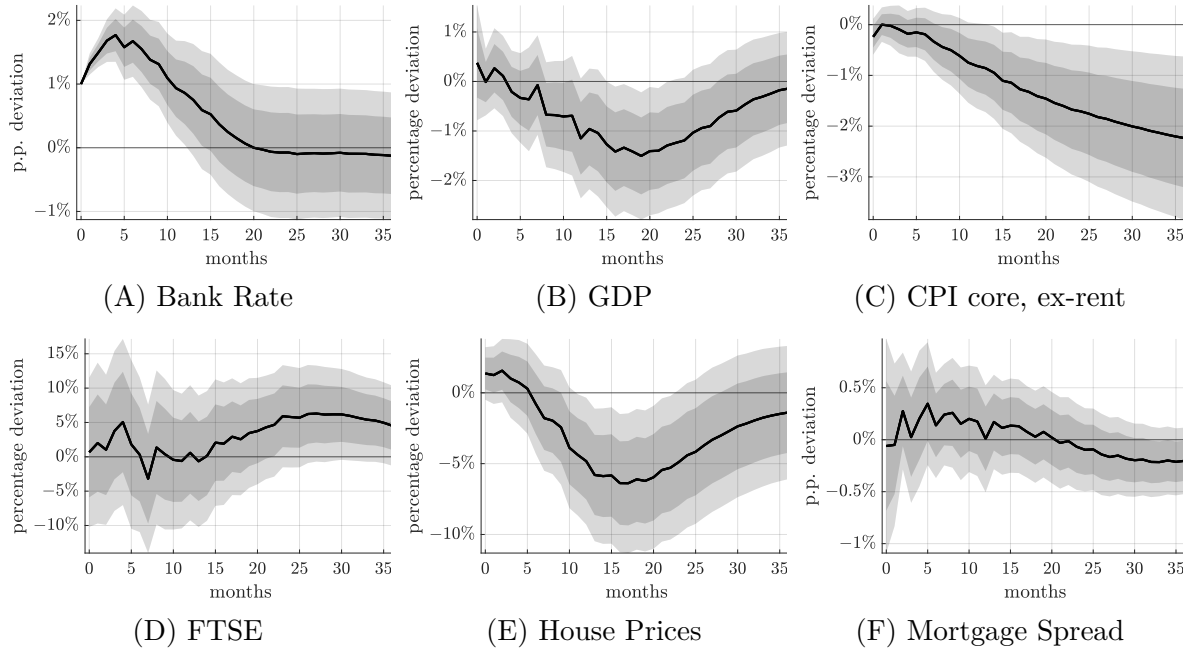 p.p. deviation
2%
1%
0%
−1%
0 5 10 15 20 25 30 35
months
(A) Bank Rate
percentage deviation
1%
0%
−1%
−2%
0 5 10 15 20 25 30 35
months
(B) GDP
percentage deviation
0%
−1%
−2%
−3%
0 5 10 15 20 25 30 35
months
(C) CPI core, ex-rent
percentage deviation
15%
10%
5%
0%
−5%
−10%
0 5 10 15 20 25 30 35
months
(D) FTSE
percentage deviation
0%
−5%
−10%
0 5 10 15 20 25 30 35
months
(E) House Prices
p.p. deviation
0.5%
0%
−0.5%
−1%
0 5 10 15 20 25 30 35
months
(F) Mortgage Spread